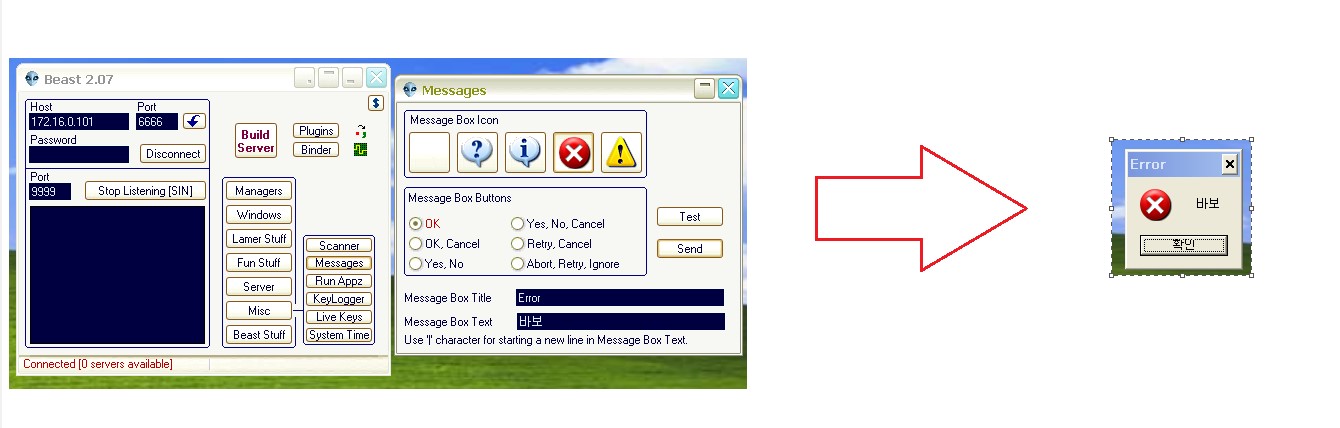 Beast 2.07
Host
Port
172.16.0.101
6666
Password
Disconnect
Port
9999
Stop Listening [SIN]
$
Build
Server
Plugins
Binder
Managers
Windows
Lamer Stuff
Fun Stuff
Server
Misc
Beast Stuff
Scanner
Messages
Run Appz
KeyLogger
Live Keys
System Time
Connected [0 servers available]
Messages
Message Box Icon
Message Box Buttons
OK
Yes, No, Cancel
OK, Cancel
Retry, Cancel
Yes, No
Abort, Retry, Ignore
Test
Send
Message Box Title
Error
Message Box Text
바보
Use '|' character for starting a new line in Message Box Text.
Error
바보
확인